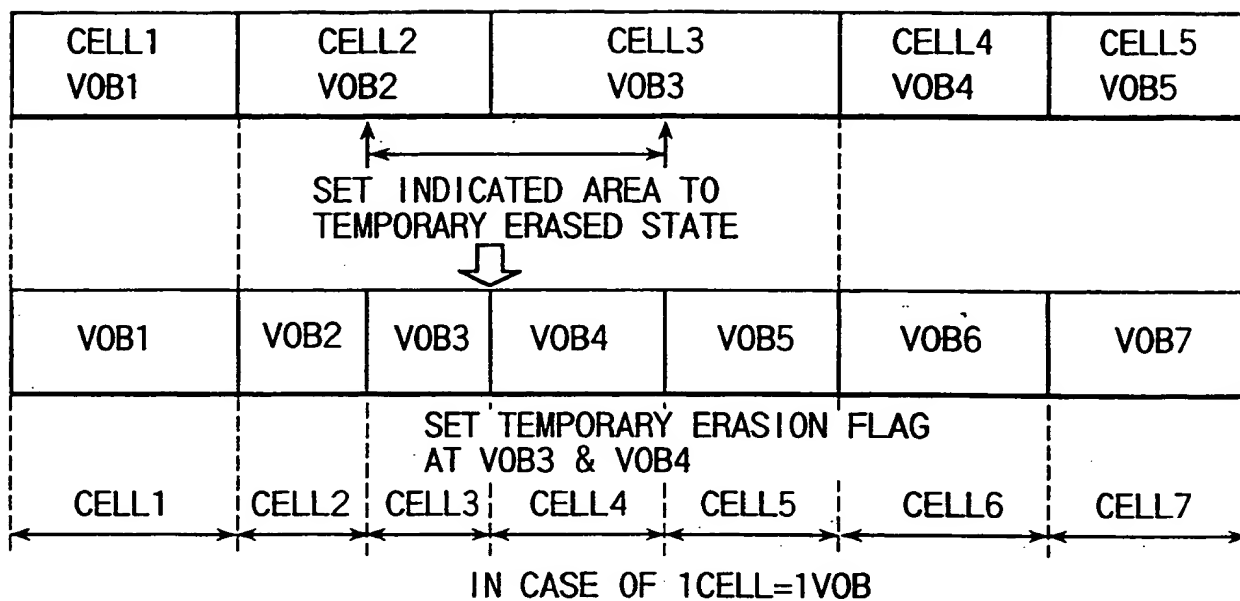 CELL1 CELL2 CELL3 CELL4 CELL5
VOB1 VOB2 VOB3 VOB4 VOB5
SET INDICATED AREA TO
TEMPORARY ERASED STATE
VOB1 VOB2 VOB3 VOB4 VOB5 VOB6 VOB7
SET TEMPORARY ERASION FLAG
AT VOB3 & VOB4
CELL1 CELL2 CELL3 CELL4 CELL5 CELL6 CELL7
IN CASE OF 1CELL=1VOB